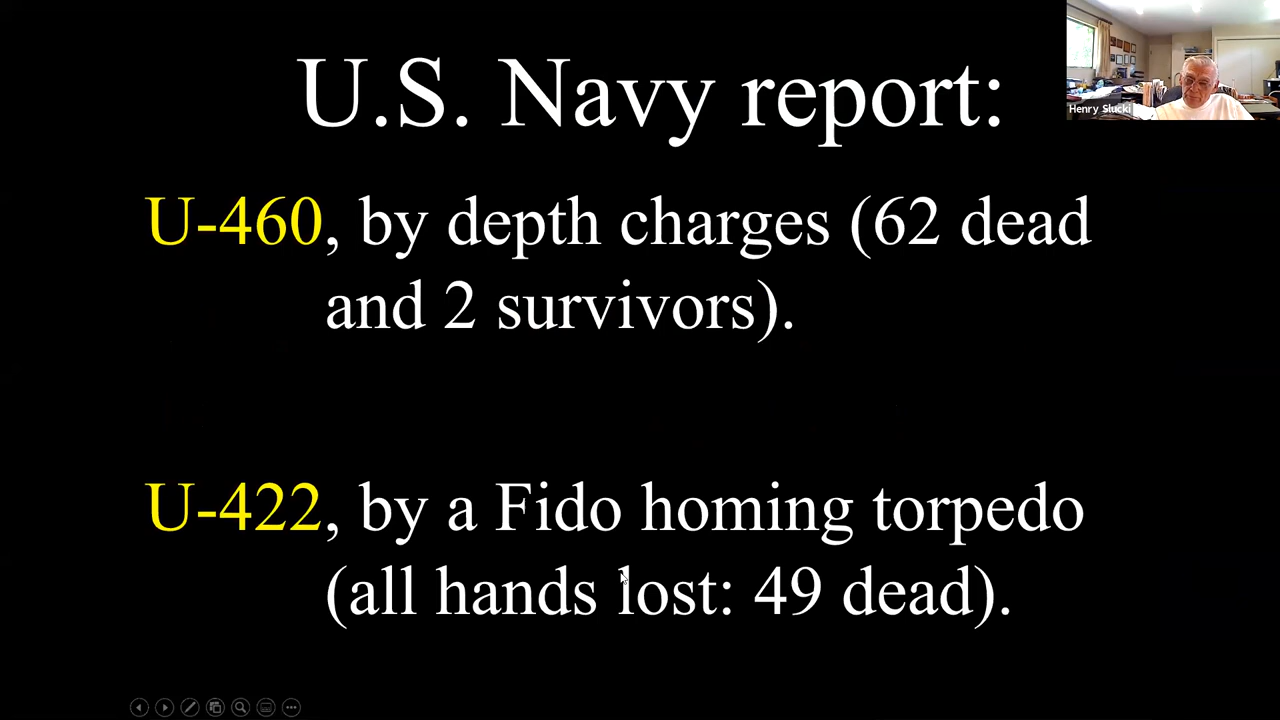 U.S. Navy report:
Henry Slucki
U-460, by depth charges (62 dead
and 2 survivors).
U-422, by a Fido homing torpedo
(all hands lost: 49 dead).